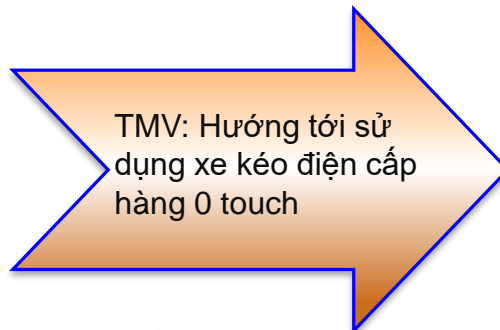 TMV: Hướng tới sử
dụng xe kéo điện cấp
hàng 0 touch